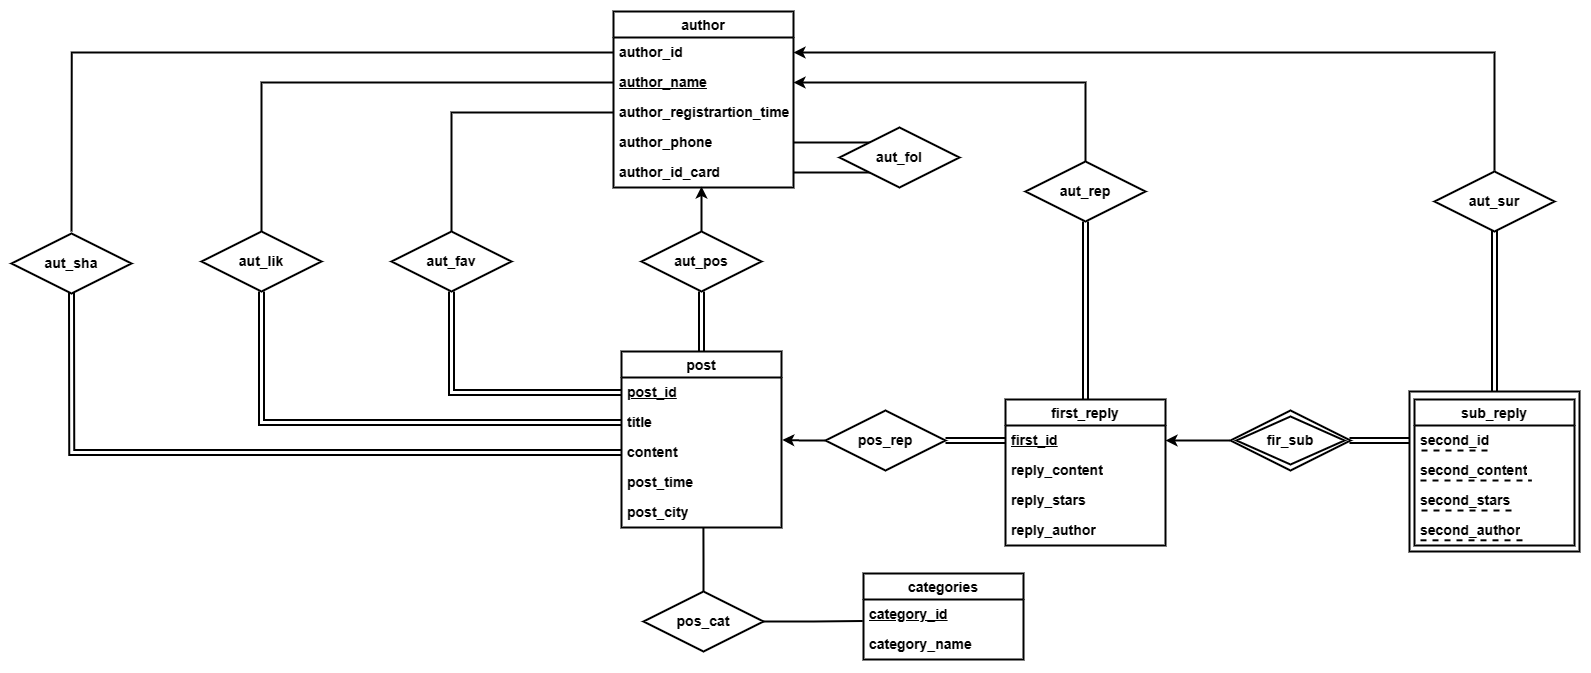 author
author_id
author_name
author_registrartion_time
author_phone
author_id_card
aut_fol
aut_rep
aut_sur
aut_sha
aut_lik
aut_fav
aut_pos
post
post_id
title
content
post_time
post_city
pos_rep
first_reply
first_id
reply_content
reply_stars
reply_author
fir_sub
sub_reply
second_id
second_content
second_stars
second_author
pos_cat
categories
category_id
category_name